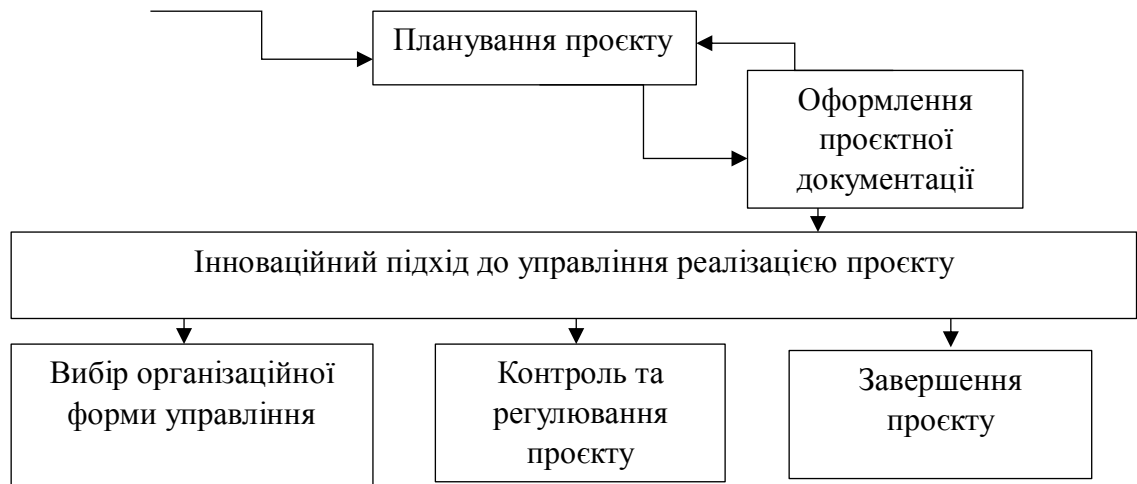 Планування проєкту
Оформлення
проєктної
документації
Інноваційний підхід до управління реалізацією проєкту
Вибір організаційної
форми управління
Контроль та
регулювання
проєкту
Завершення
проєкту